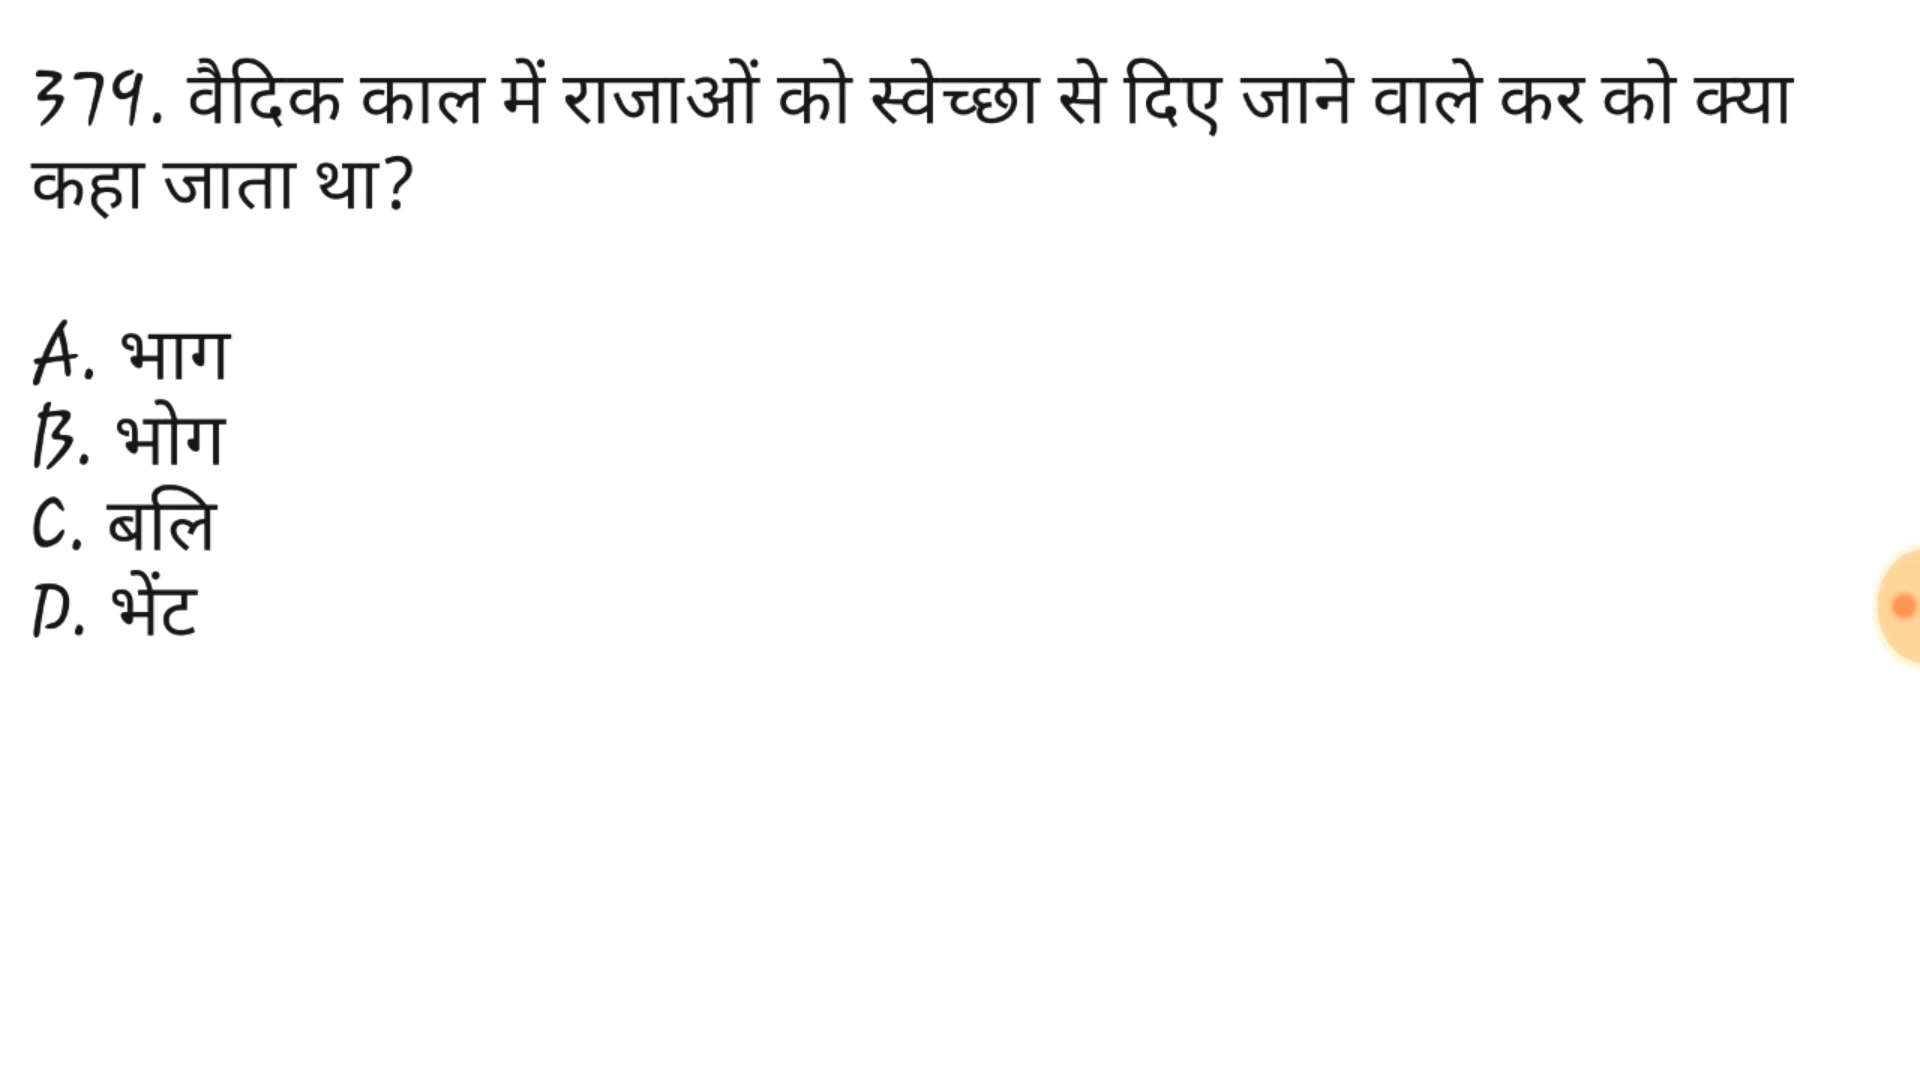 379. वैदिक काल में राजाओं को स्वेच्छा से दिए जाने वाले कर को क्या
कहा जाता था?
A. भाग
B. भोग
C. बलि
D. भेंट